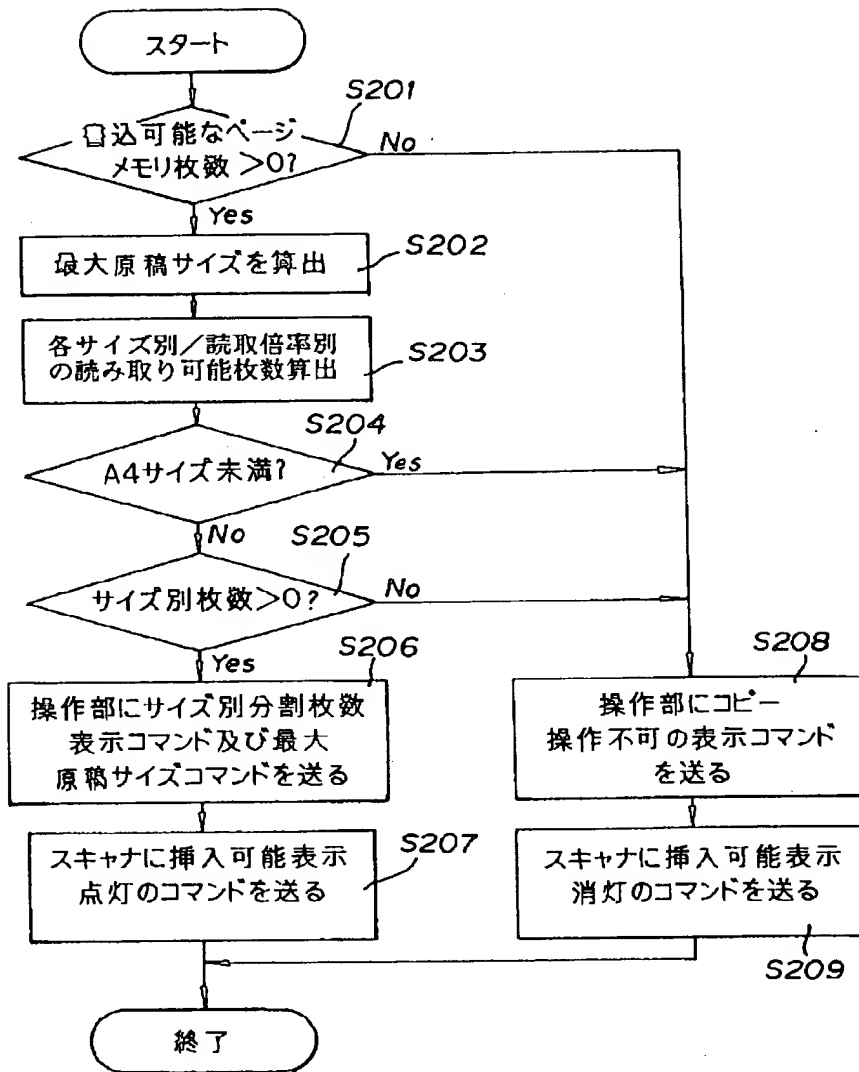 スタート
S201
書込可能なページ
メモリ枚数>0?
No
Yes
最大原稿サイズを算出
S202
各サイズ別/読取倍率別
の読み取り可能枚数算出
S203
S204
A4サイズ未満?
Yes
No
S205
サイズ別枚数>0?
No
Yes
S206
操作部にサイズ別分割枚数
表示コマンド及び最大
原稿サイズコマンドを送る
スキャナに挿入可能表示
点灯のコマンドを送る
S207
S208
操作部にコピー
操作不可の表示コマンド
を送る
スキャナに挿入可能表示
消灯のコマンドを送る
S209
終了